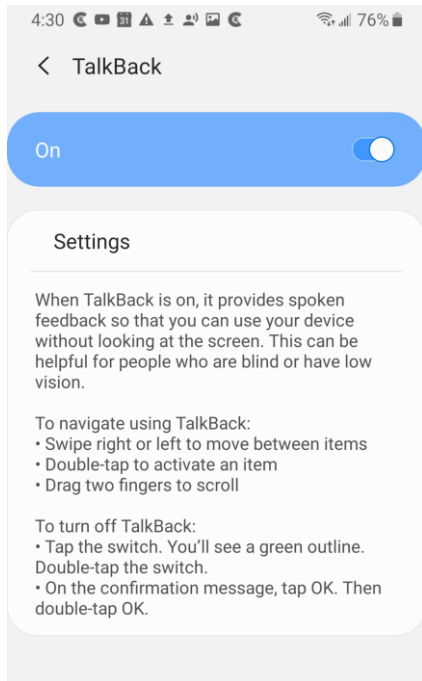 4:30 31 76%
TalkBack
On
Settings
When TalkBack is on, it provides spoken
feedback so that you can use your device
without looking at the screen. This can be
helpful for people who are blind or have low
vision.
To navigate using TalkBack:
• Swipe right or left to move between items
• Double-tap to activate an item
• Drag two fingers to scroll
To turn off TalkBack:
• Tap the switch. You’ll see a green outline.
Double-tap the switch.
• On the confirmation message, tap OK. Then
double-tap OK.